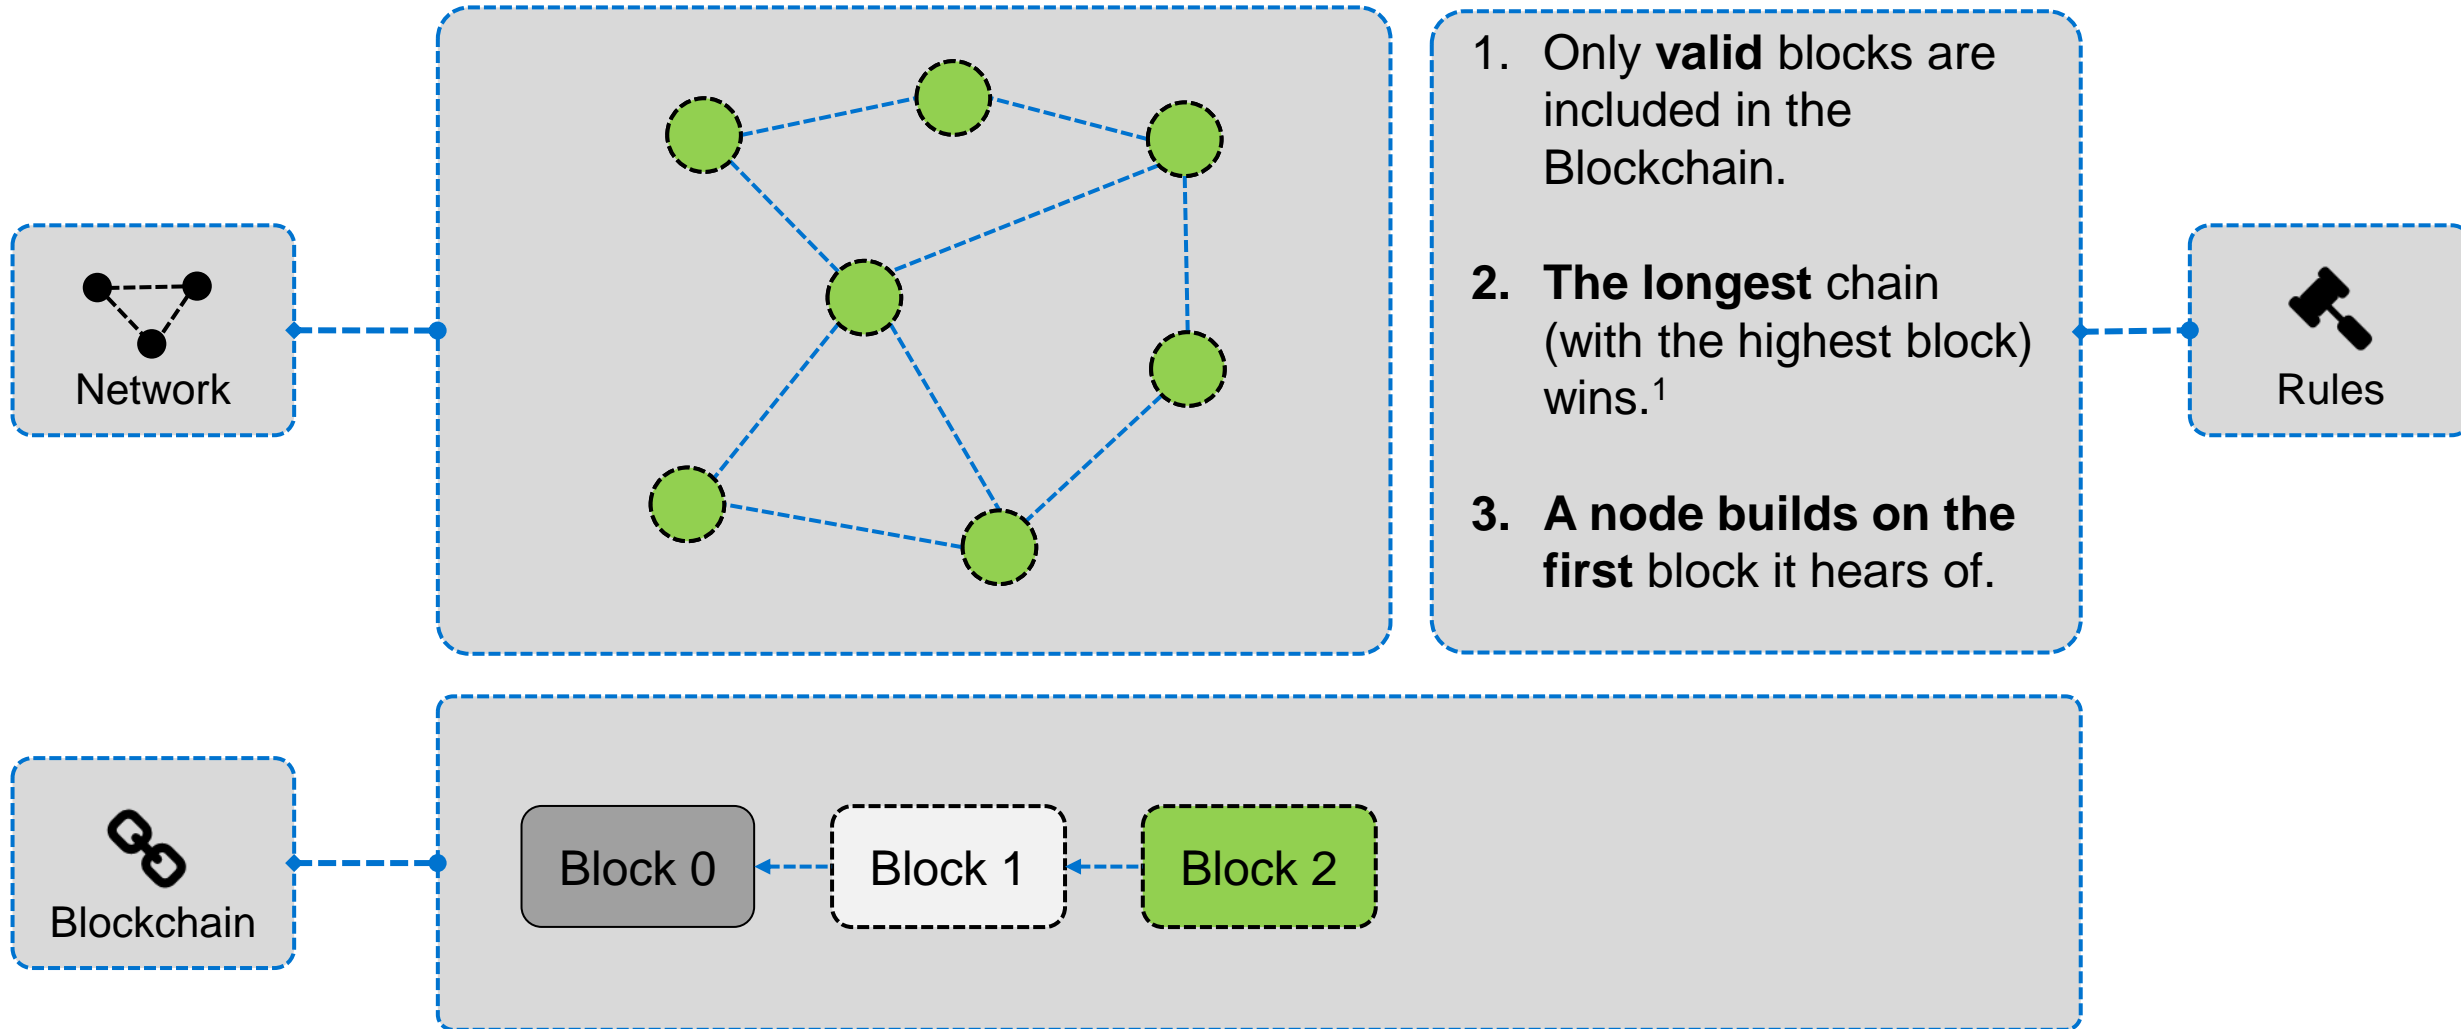 Network
1. Only valid blocks are
included in the
Blockchain.
2. The longest chain
(with the highest block)
wins.¹
3. A node builds on the
first block it hears of.
Rules
Blockchain
Block 0
Block 1
Block 2